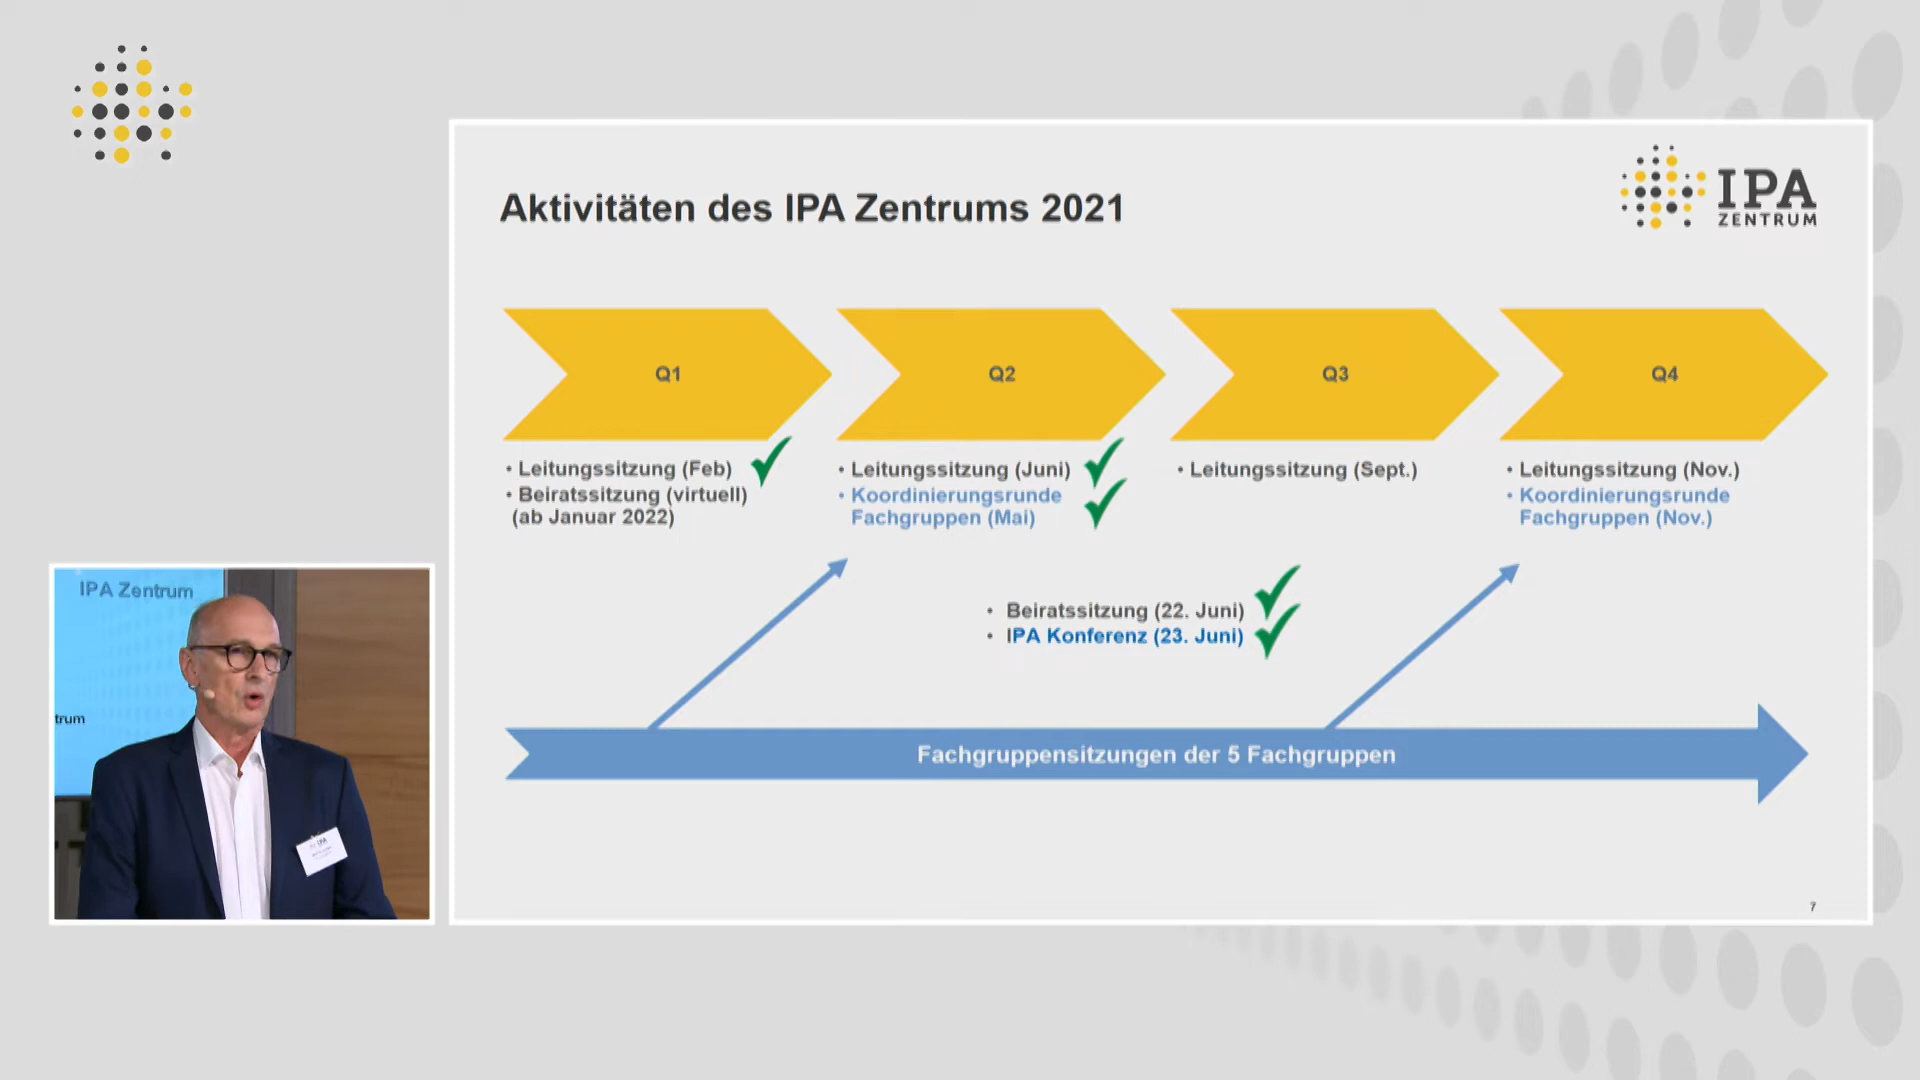 Aktivitäten des IPA Zentrums 2021
IPA
ZENTRUM
Q1
Q2
Q3
Q4
• Leitungssitzung (Feb)
• Beiratssitzung (virtuell)
(ab Januar 2022)
• Leitungssitzung (Juni)
• Koordinierungsrunde
Fachgruppen (Mai)
• Leitungssitzung (Sept.)
• Leitungssitzung (Nov.)
• Koordinierungsrunde
Fachgruppen (Nov.)
• Beiratssitzung (22. Juni)
• IPA Konferenz (23. Juni)
Fachgruppensitzungen der 5 Fachgruppen
7
IPA Zentrum
trum
IPA